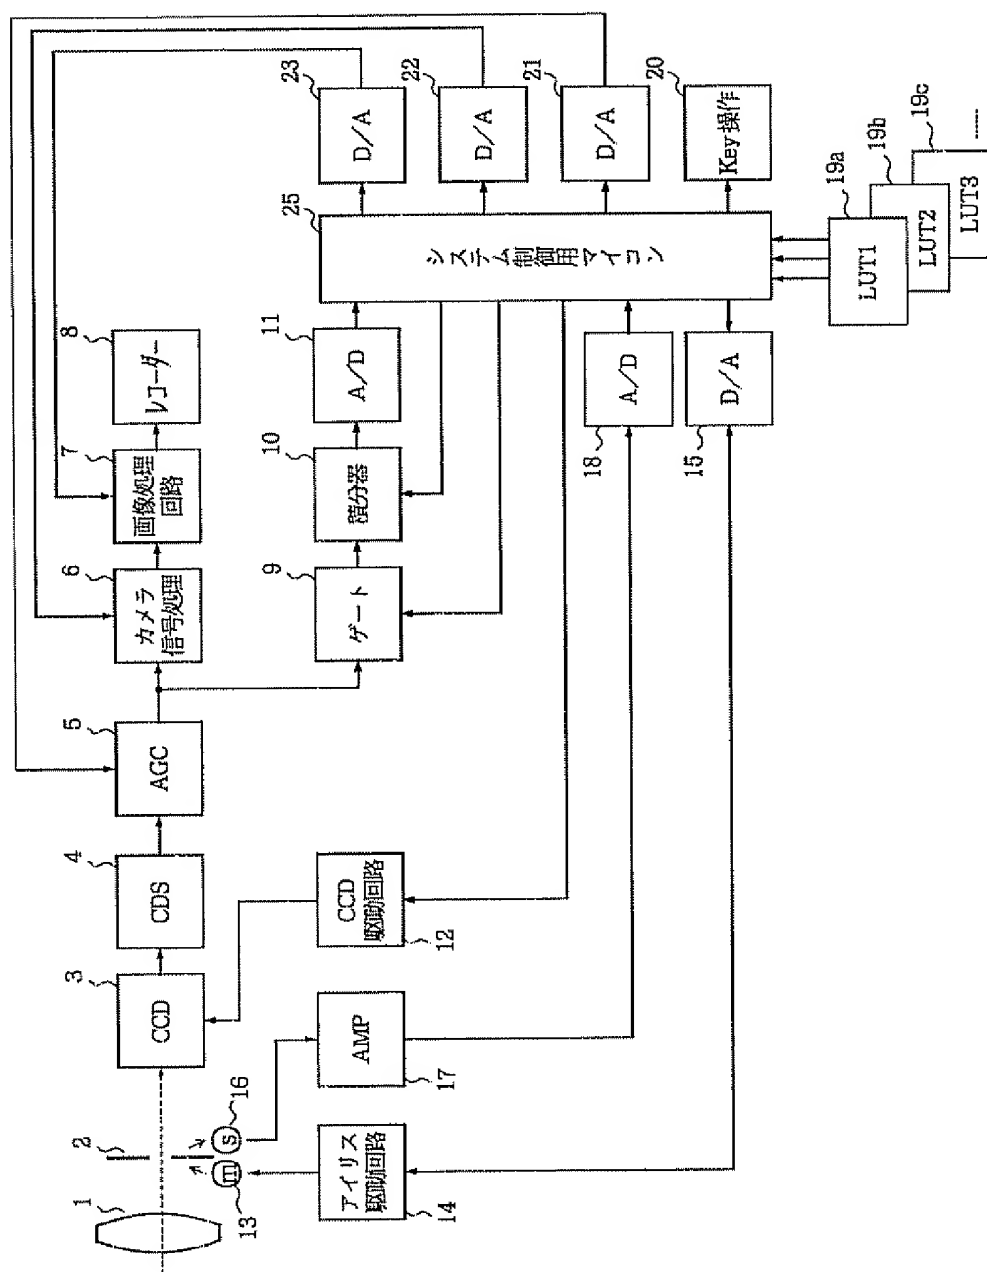 1
2
3
CCD
4
CDS
5
AGC
6
カメラ
信号処理
7
画像処理
回路
8
レコーダー
13
m
16
s
9
ゲート
10
積分器
11
A/D
25
システム制御用マイコン
23
D/A
22
D/A
21
D/A
20
Key操作
12
CCD
駆動回路
17
AMP
14
アイリス
駆動回路
18
A/D
15
D/A
19a
LUT1
19b
LUT2
19c
LUT3